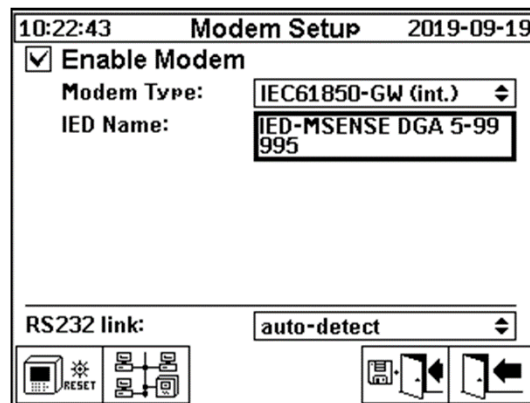 10:22:43 Modem Setup 2019-09-19
Enable Modem
Modem Type: IEC61850-GW (int.)
IED Name: IED-MSENSE DGA 5-99
995
RS232 link: auto-detect
RESET